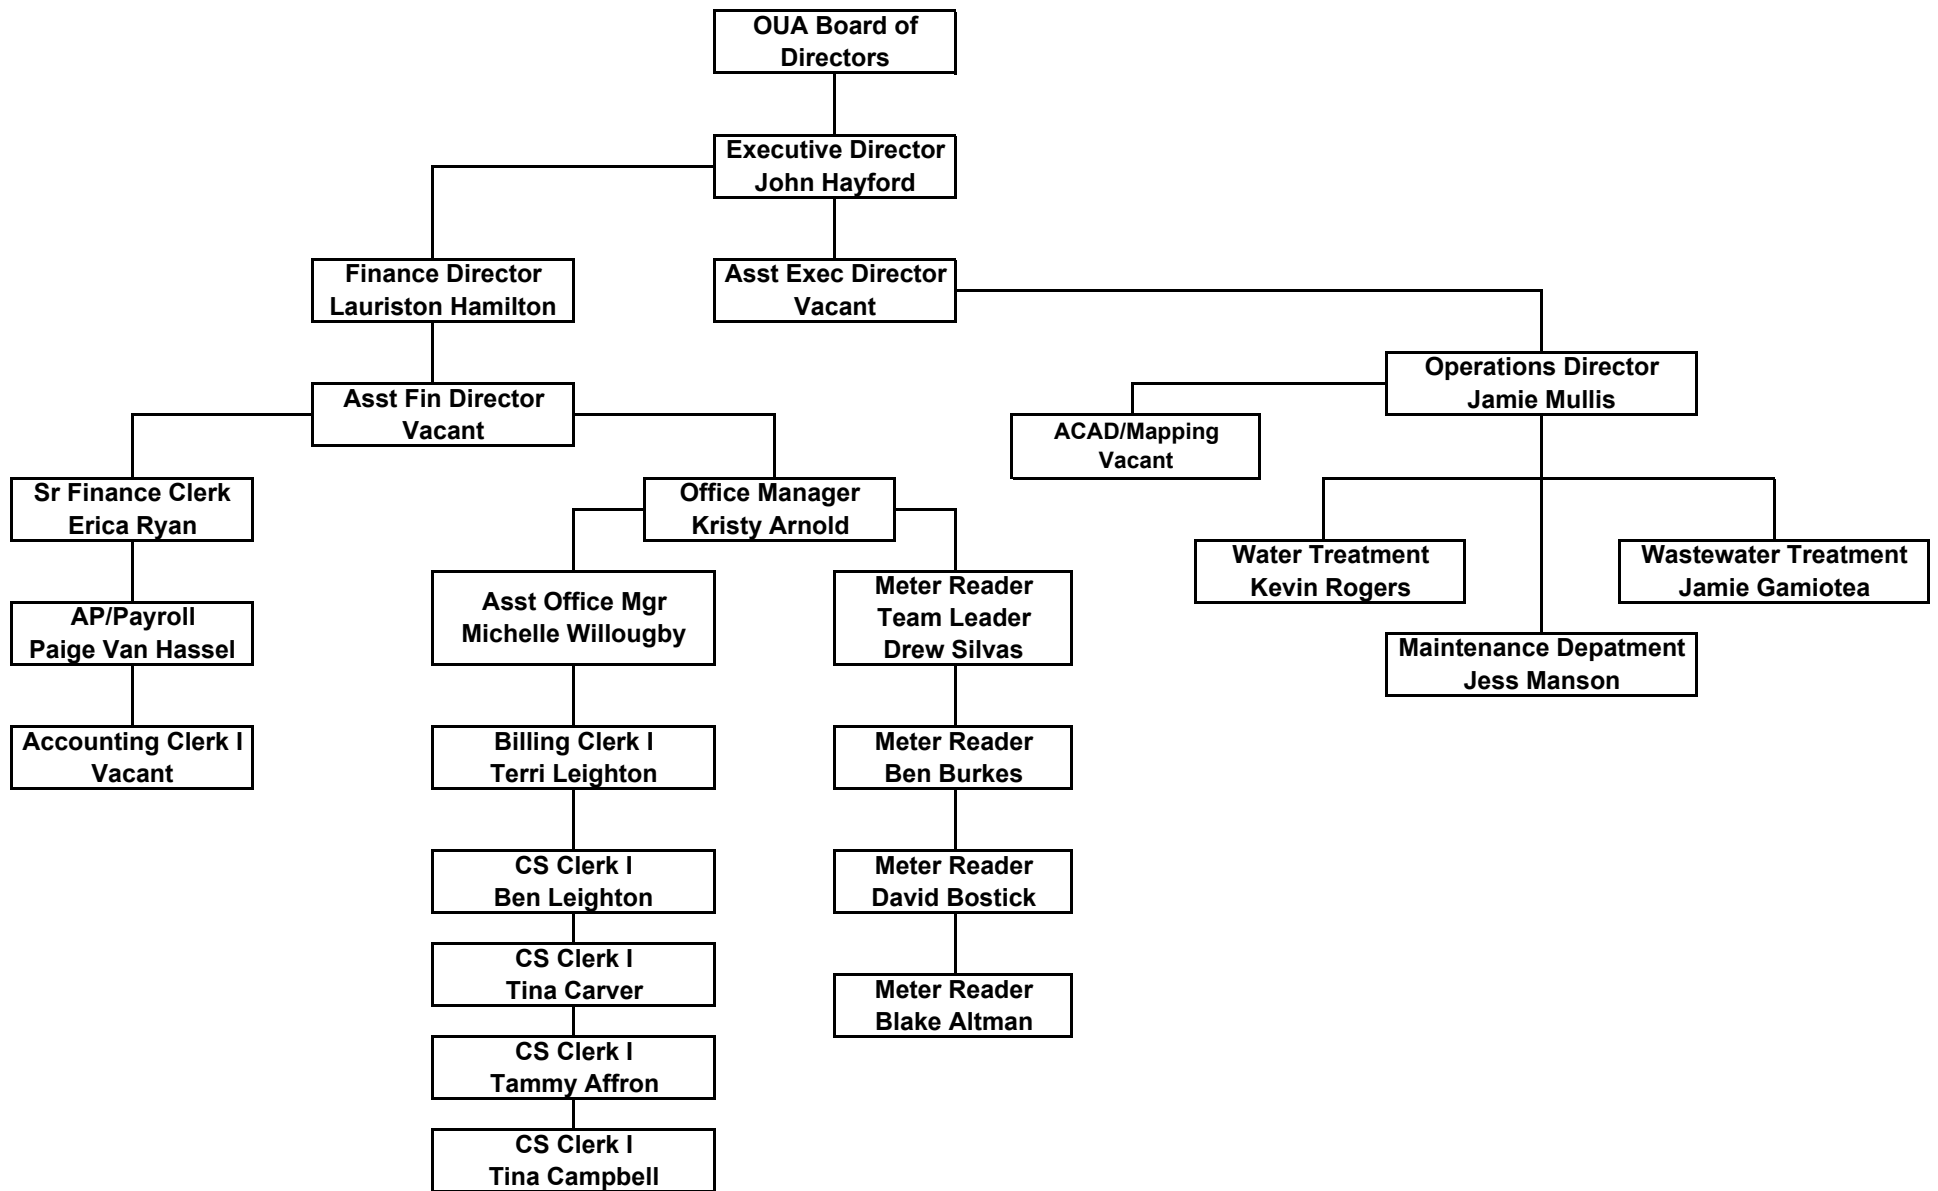 OUA Board of
Directors
Executive Director
John Hayford
Finance Director
Lauriston Hamilton
Asst Exec Director
Vacant
Operations Director
Jamie Mullis
Asst Fin Director
Vacant
ACAD/Mapping
Vacant
Sr Finance Clerk
Erica Ryan
Office Manager
Kristy Arnold
Water Treatment
Kevin Rogers
Wastewater Treatment
Jamie Gamiotea
AP/Payroll
Paige Van Hassel
Asst Office Mgr
Michelle Willougby
Meter Reader
Team Leader
Drew Silvas
Maintenance Depatment
Jess Manson
Accounting Clerk I
Vacant
Billing Clerk I
Terri Leighton
Meter Reader
Ben Burkes
CS Clerk I
Ben Leighton
Meter Reader
David Bostick
CS Clerk I
Tina Carver
Meter Reader
Blake Altman
CS Clerk I
Tammy Affron
CS Clerk I
Tina Campbell